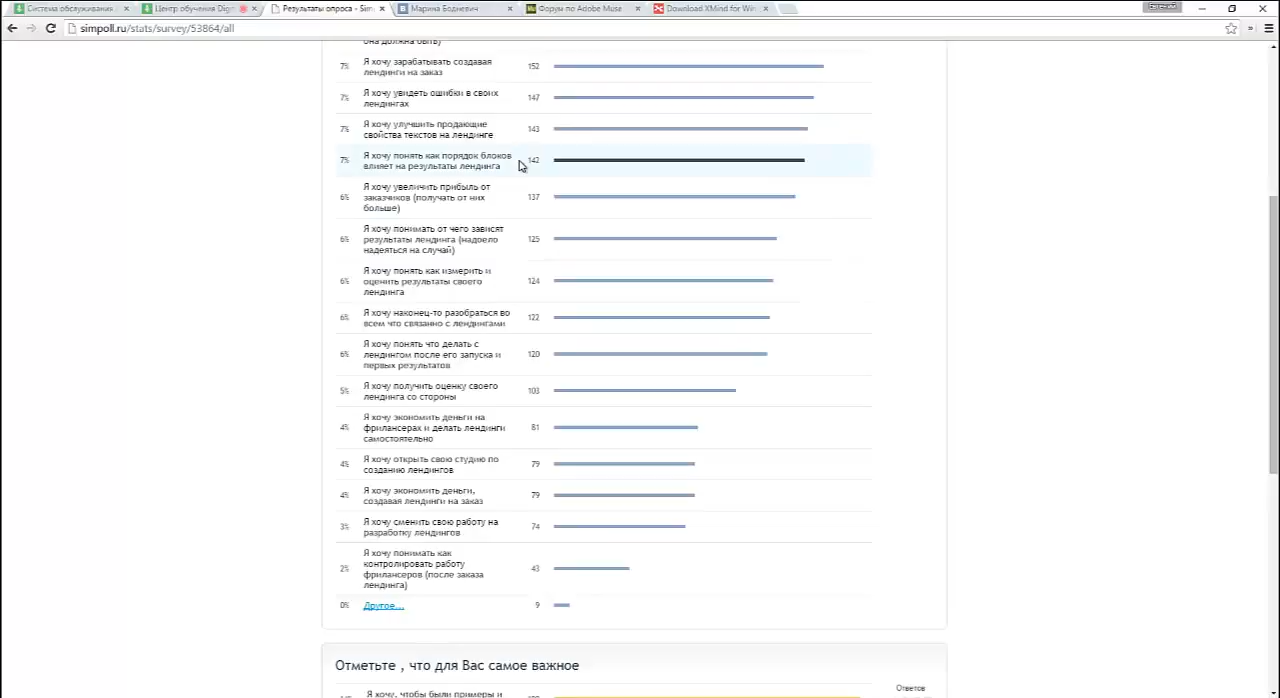 Система обслуживания
Центр обучения Digi
Результаты опроса - Sim
Марина Бодневич
Форум по Adobe Muse
Download XMind for Wi
simpoll.ru/stats/survey/53864/all
она должна быть)
7% Я хочу зарабатывать создавая 152
лендинги на заказ
7% Я хочу увидеть ошибки в своих 147
лендингах
7% Я хочу улучшить продающие 143
свойства текстов на лендинге
7% Я хочу понять как порядок блоков 142
влияет на результаты лендинга
6% Я хочу увеличить прибыль от
заказчиков (получать от них 137
больше)
6% Я хочу понимать от чего зависят
результаты лендинга (надоело 125
надеяться на случай)
6% Я хочу понять как измерить и
оценить результаты своего 124
лендинга
6% Я хочу наконец-то разобраться во 122
всем что связанно с лендингами
6% Я хочу понять что делать с
лендингом после его запуска и 120
первых результатов
5% Я хочу получить оценку своего 103
лендинга со стороны
4% Я хочу экономить деньги на
фрилансерах и делать лендинги 81
самостоятельно
4% Я хочу открыть свою студию по 79
созданию лендингов
4% Я хочу экономить деньги, 79
создавая лендинги на заказ
3% Я хочу сменить свою работу на 74
разработку лендингов
2% Я хочу понимать как
контролировать работу 43
фрилансеров (после заказа
лендинга)
0% Другое... 9
Отметьте , что для Вас самое важное
Ответов
Я хочу, чтобы были примеры и